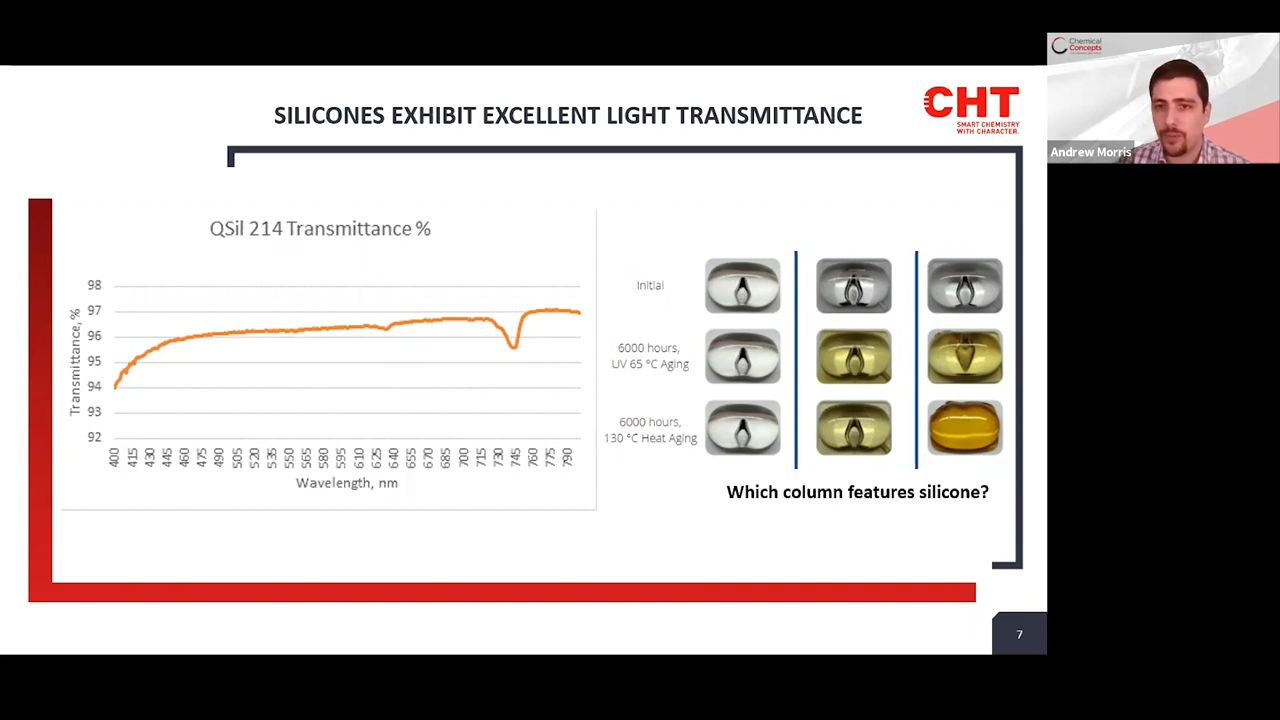 SILICONES EXHIBIT EXCELLENT LIGHT TRANSMITTANCE
CHT
SMART CHEMISTRY
WITH CHARACTER.
Chemical
Concepts
Andrew Morris
QSil 214 Transmittance %
98
97
96
95
94
93
92
Transmittance, %
400 415 430 445 460 475 490 505 520 535 550 565 580 595 610 625 640 655 670 685 700 715 730 745 760 775 790
Wavelength, nm
Initial
6000 hours,
UV 65 °C Aging
6000 hours,
130 °C Heat Aging
Which column features silicone?
7